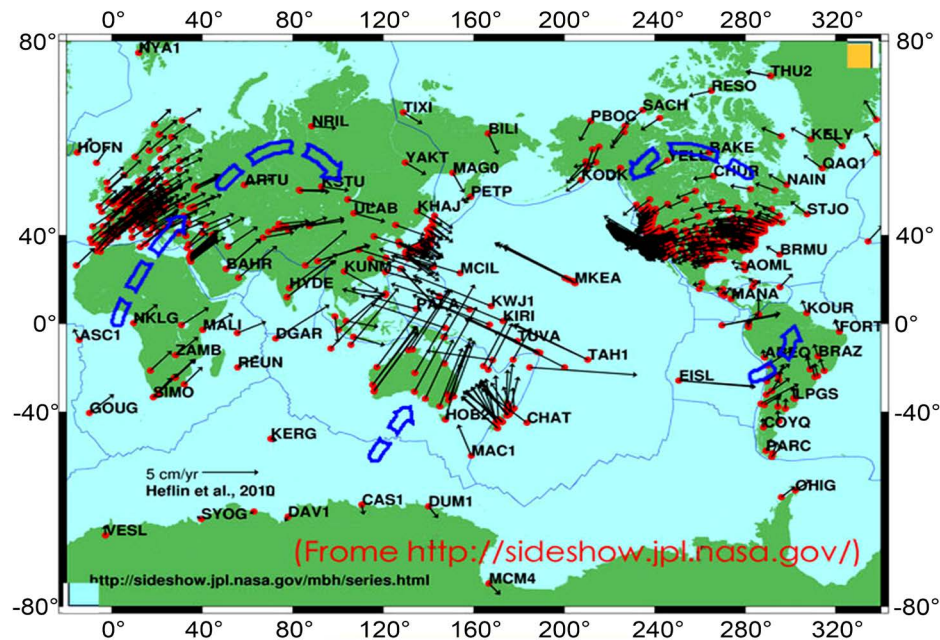 0° 40° 80° 120° 160° 200° 240° 280° 320°
80° 80°
NYA1
THU2
RESO
TIXI
SACH
PBOC
NRIL
BILI
KELY
HOFN
BAKE
YAKT
YELL
QAQ1
MAG0
CHUR
KODK
ARTU
NAIN
PETP
KHAJ
STJO
ULAB
40° 40°
BRMU
BAHR
KUNM
AOML
MCIL
MKEA
HYDE
MANA
KWJ1
KOUR
NKLG
KIRI
0° 0°
MALI
FORT
ASC1
DGAR
TUVA
ZAMB
TAH1
BRAZ
REUN
EISL
SIMO
LPGS
GOUG
HOB2
CHAT
-40° -40°
COYQ
KERG
MAC1
PARC
5 cm/yr
OHIG
Heflin et al., 2010
CAS1
DUM1
SYOG
DAV1
VESL
(Frome http://sideshow.jpl.nasa.gov/)
http://sideshow.jpl.nasa.gov/mbh/series.html
MCM4
-80° -80°
0° 40° 80° 120° 160° 200° 240° 280° 320°